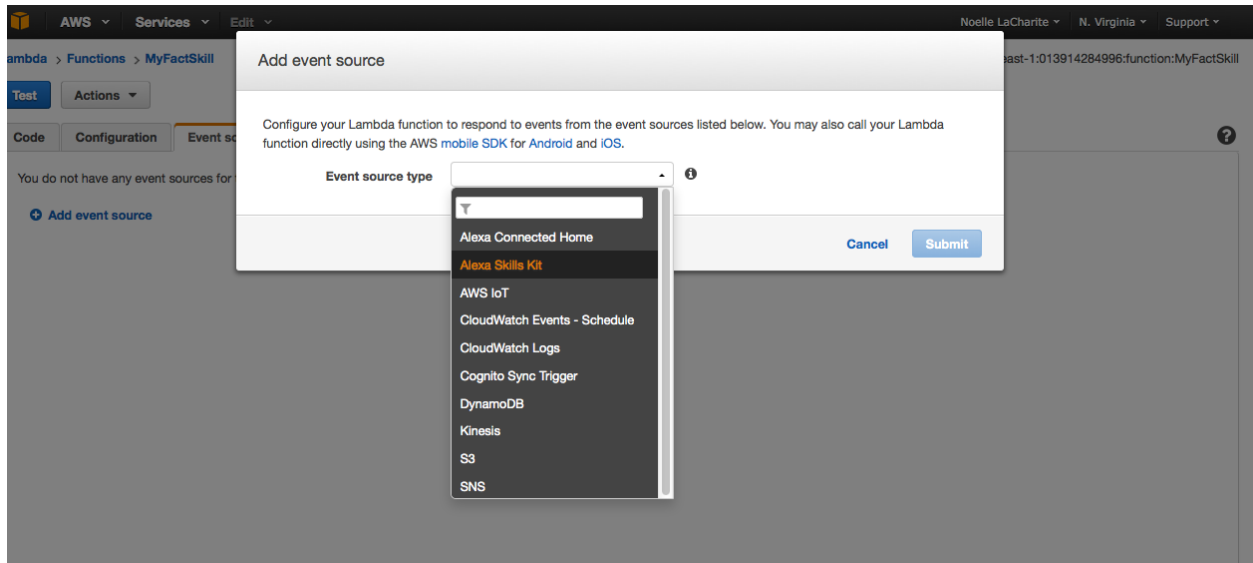 AWS Services Edit Noelle LaCharite N. Virginia Support
ambda > Functions > MyFactSkill
east-1:013914284996:function:MyFactSkill
Test Actions
Code Configuration Event so
You do not have any event sources for
Add event source
Add event source
Configure your Lambda function to respond to events from the event sources listed below. You may also call your Lambda
function directly using the AWS mobile SDK for Android and iOS.
Event source type
Alexa Connected Home
Alexa Skills Kit
AWS IoT
CloudWatch Events - Schedule
CloudWatch Logs
Cognito Sync Trigger
DynamoDB
Kinesis
S3
SNS
Cancel Submit